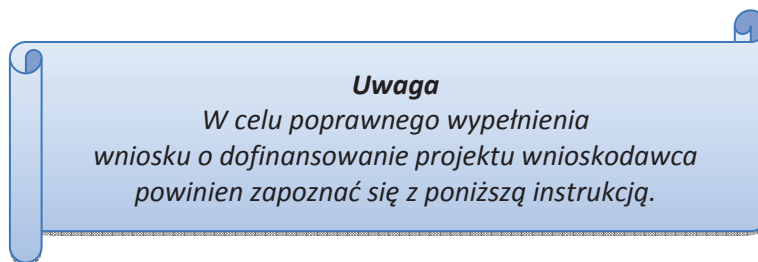 Uwaga
W celu poprawnego wypełnienia
wniosku o dofinansowanie projektu wnioskodawca
powinien zapoznać się z poniższą instrukcją.